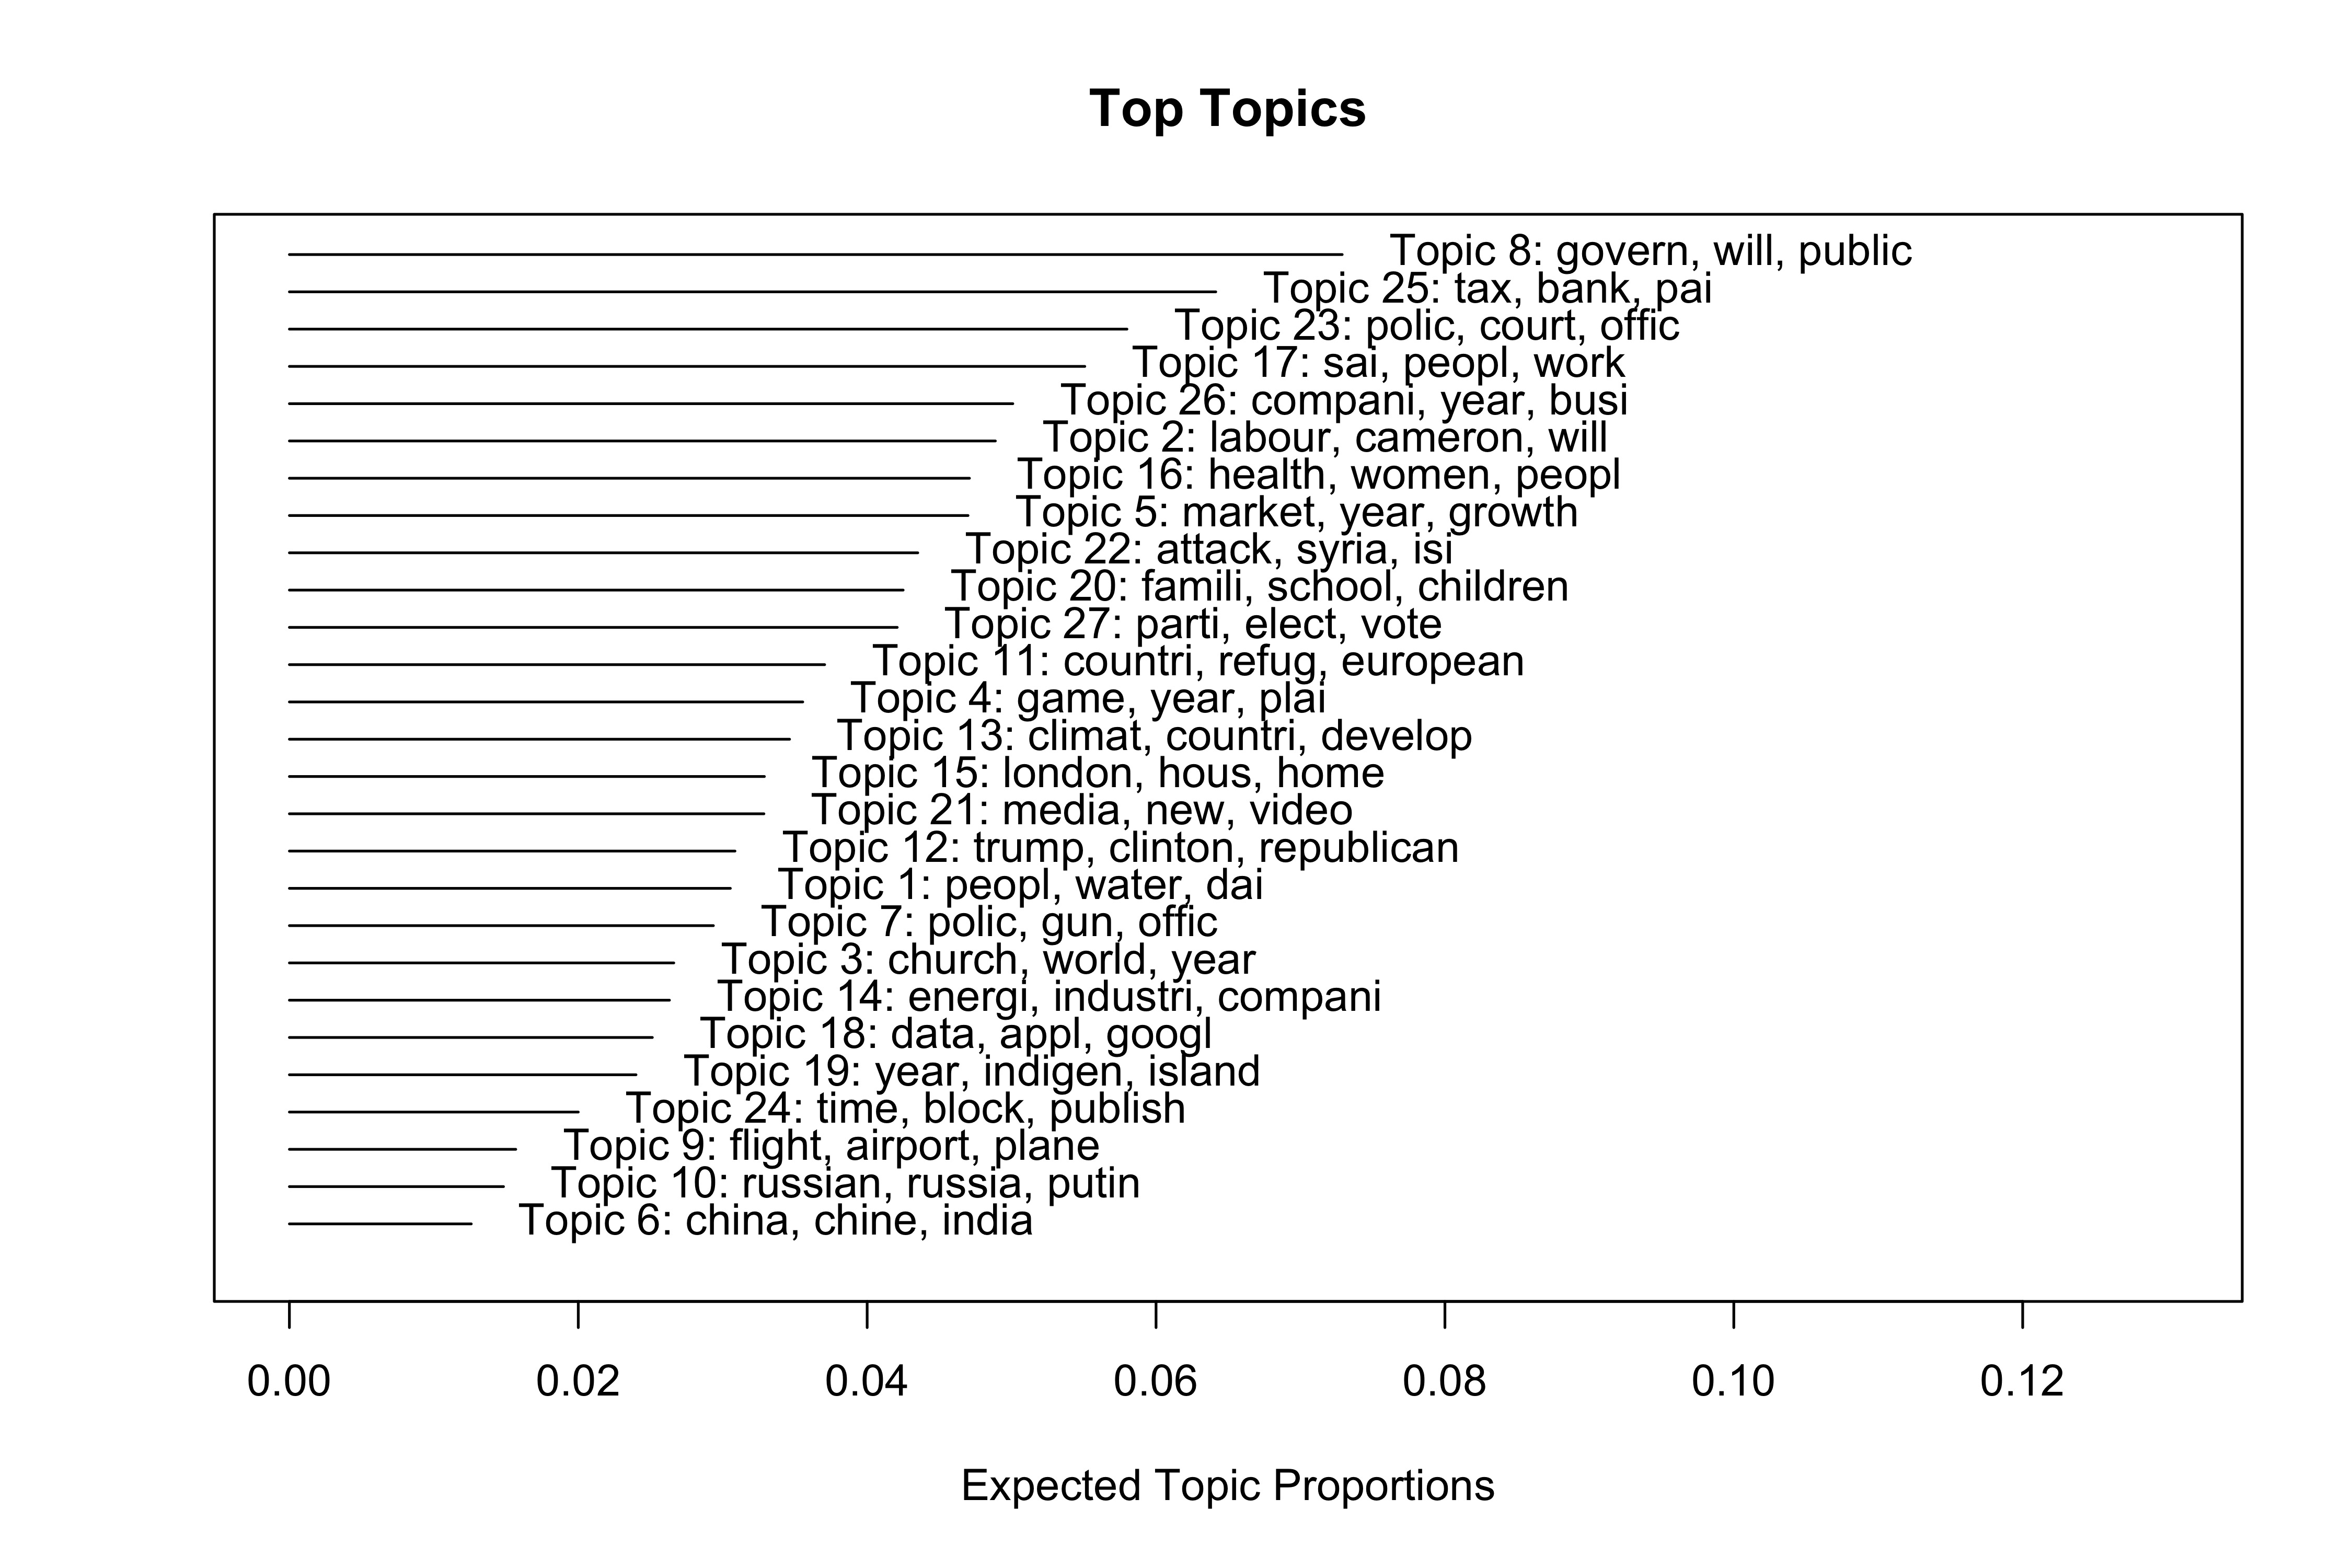 Top Topics
Topic 8: govern, will, public
Topic 25: tax, bank, pai
Topic 23: polic, court, offic
Topic 17: sai, peopl, work
Topic 26: compani, year, busi
Topic 2: labour, cameron, will
Topic 16: health, women, peopl
Topic 5: market, year, growth
Topic 22: attack, syria, isi
Topic 20: famili, school, children
Topic 27: parti, elect, vote
Topic 11: countri, refug, european
Topic 4: game, year, plai
Topic 13: climat, countri, develop
Topic 15: london, hous, home
Topic 21: media, new, video
Topic 12: trump, clinton, republican
Topic 1: peopl, water, dai
Topic 7: polic, gun, offic
Topic 3: church, world, year
Topic 14: energi, industri, compani
Topic 18: data, appl, googl
Topic 19: year, indigen, island
Topic 24: time, block, publish
Topic 9: flight, airport, plane
Topic 10: russian, russia, putin
Topic 6: china, chine, india
0.00 0.02 0.04 0.06 0.08 0.10 0.12
Expected Topic Proportions